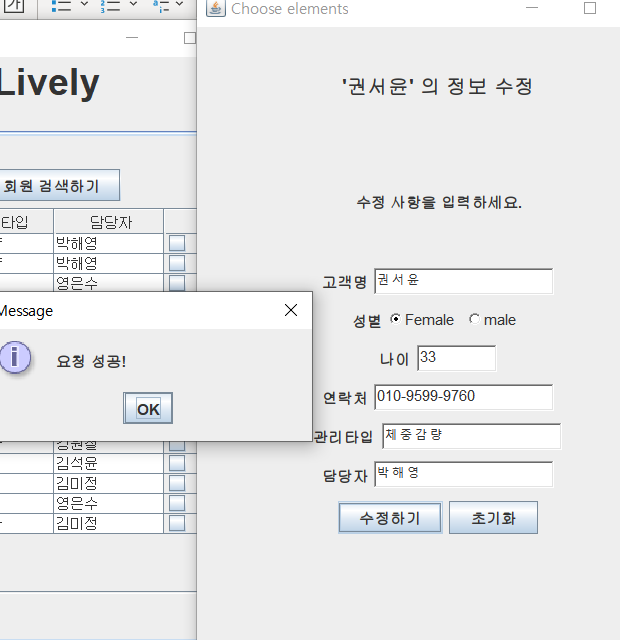 가
Choose elements
Lively
'권서윤' 의 정보 수정
회원 검색하기
수정 사항을 입력하세요.
타입 담당자
박해영
박해영
영은수
고객명 권서윤
성별 Female male
나이 33
연락처 010-9599-9760
관리타입 체중감량
담당자 박해영
수정하기 초기화
Message
요청 성공!
OK
강원철
김석윤
김미정
영은수
김미정